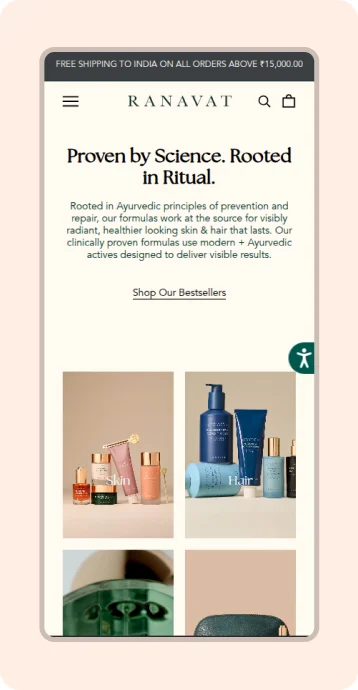 FREE SHIPPING TO INDIA ON ALL ORDERS ABOVE ₹15,000.00
RANAVAT
Proven by Science. Rooted
in Ritual.
Rooted in Ayurvedic principles of prevention and
repair, our formulas work at the source for visibly
radiant, healthier looking skin & hair that lasts. Our
clinically proven formulas use modern + Ayurvedic
actives designed to deliver visible results.
Shop Our Bestsellers
Skin
Hair